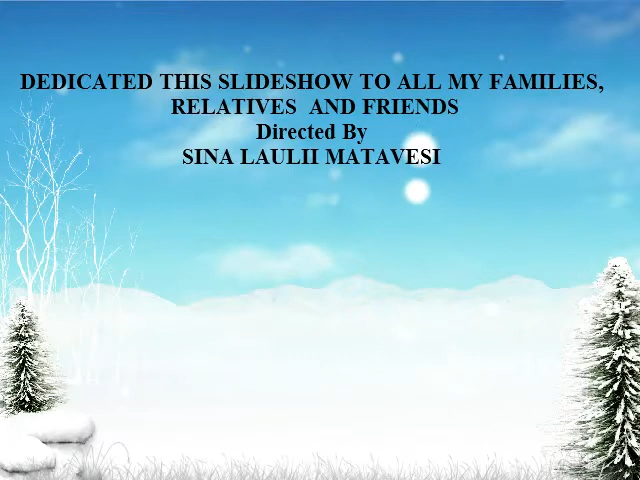 DEDICATED THIS SLIDESHOW TO ALL MY FAMILIES,
RELATIVES  AND FRIENDS
Directed By
SINA LAULII MATAVESI